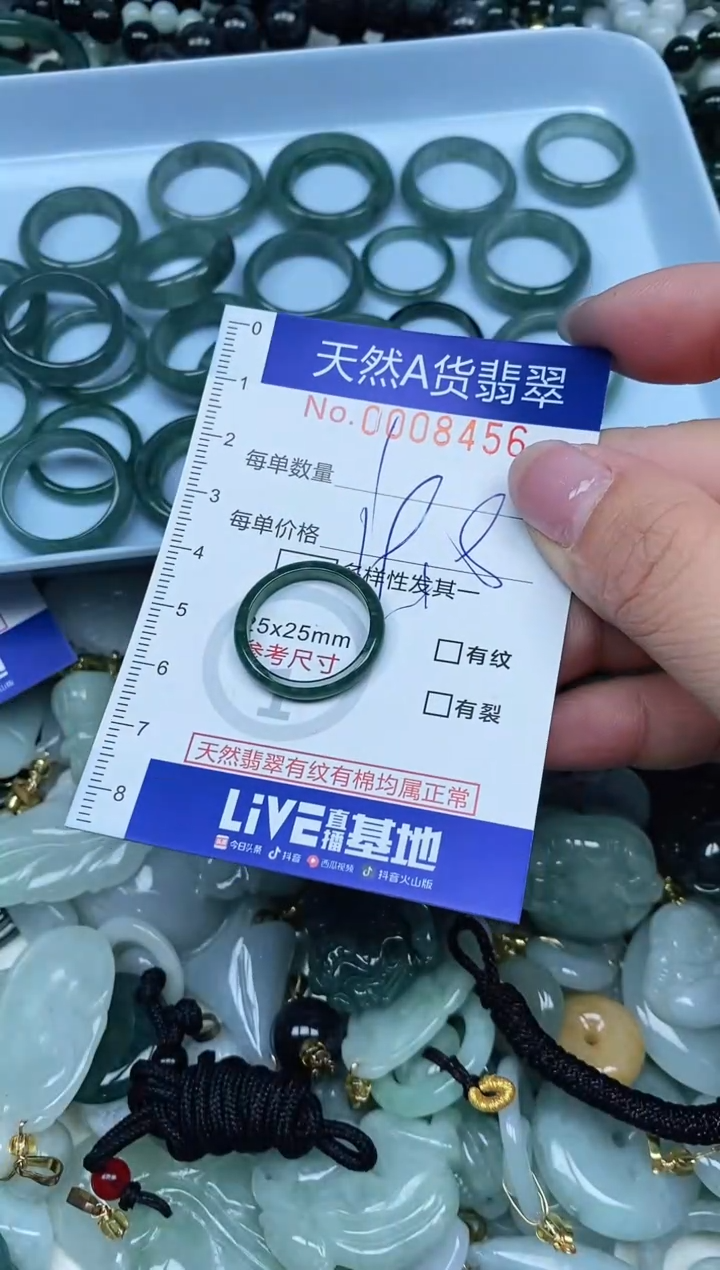 0
天然A货翡翠
1
No.0008456
2
每单数量
3
每单价格
4
多样性发其一
5
25x25mm
参考尺寸
□有纹
6
□有裂
7
天然翡翠有纹有棉均属正常
8
LiVE直播基地
今日头条 抖音 西瓜视频 抖音火山版